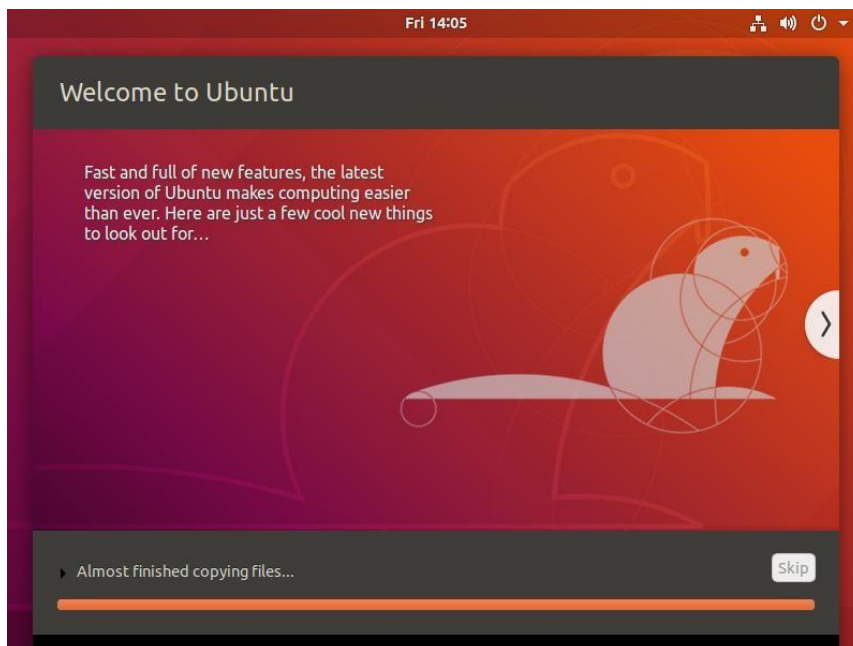 Fri 14:05
Welcome to Ubuntu
Fast and full of new features, the latest
version of Ubuntu makes computing easier
than ever. Here are just a few cool new things
to look out for...
Almost finished copying files...
Skip